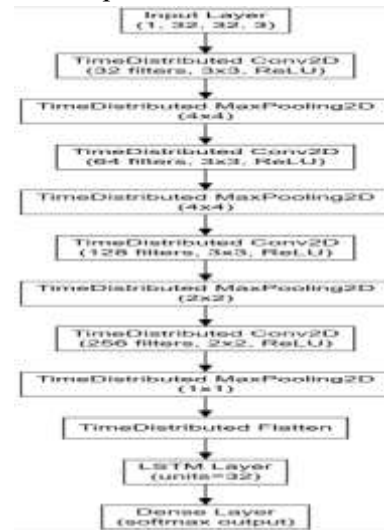 Input Layer
(1, 32, 32, 3)
TimeDistributed Conv2D
(32 filters, 3x3, ReLU)
TimeDistributed MaxPooling2D
(4x4)
TimeDistributed Conv2D
(64 filters, 3x3, ReLU)
TimeDistributed MaxPooling2D
(4x4)
TimeDistributed Conv2D
(128 filters, 3x3, ReLU)
TimeDistributed MaxPooling2D
(2x2)
TimeDistributed Conv2D
(256 filters, 2x2, ReLU)
TimeDistributed MaxPooling2D
(1x1)
TimeDistributed Flatten
LSTM Layer
(units=32)
Dense Layer
(softmax output)